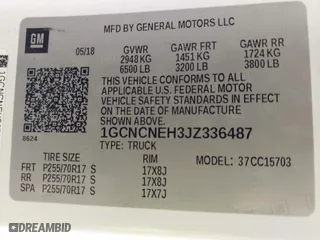 GM
MFD BY GENERAL MOTORS LLC
05/18 GVWR GAWR FRT GAWR RR
2948 KG 1451 KG 1724 KG
6500 LB 3200 LB 3800 LB
THIS VEHICLE CONFORMS TO ALL
APPLICABLE U.S. FEDERAL MOTOR
VEHICLE SAFETY STANDARDS IN EFFECT
ON THE DATE OF MANUFACTURE SHOWN ABOVE.
1GCNCNEH3JZ336487
8624 TYPE: TRUCK
MODEL: 37CC15703
TIRE SIZE RIM
FRT P255/70R17 S 17X8J
RR P255/70R17 S 17X8J
SPA P255/70R17 S 17X7J
DREAMBID